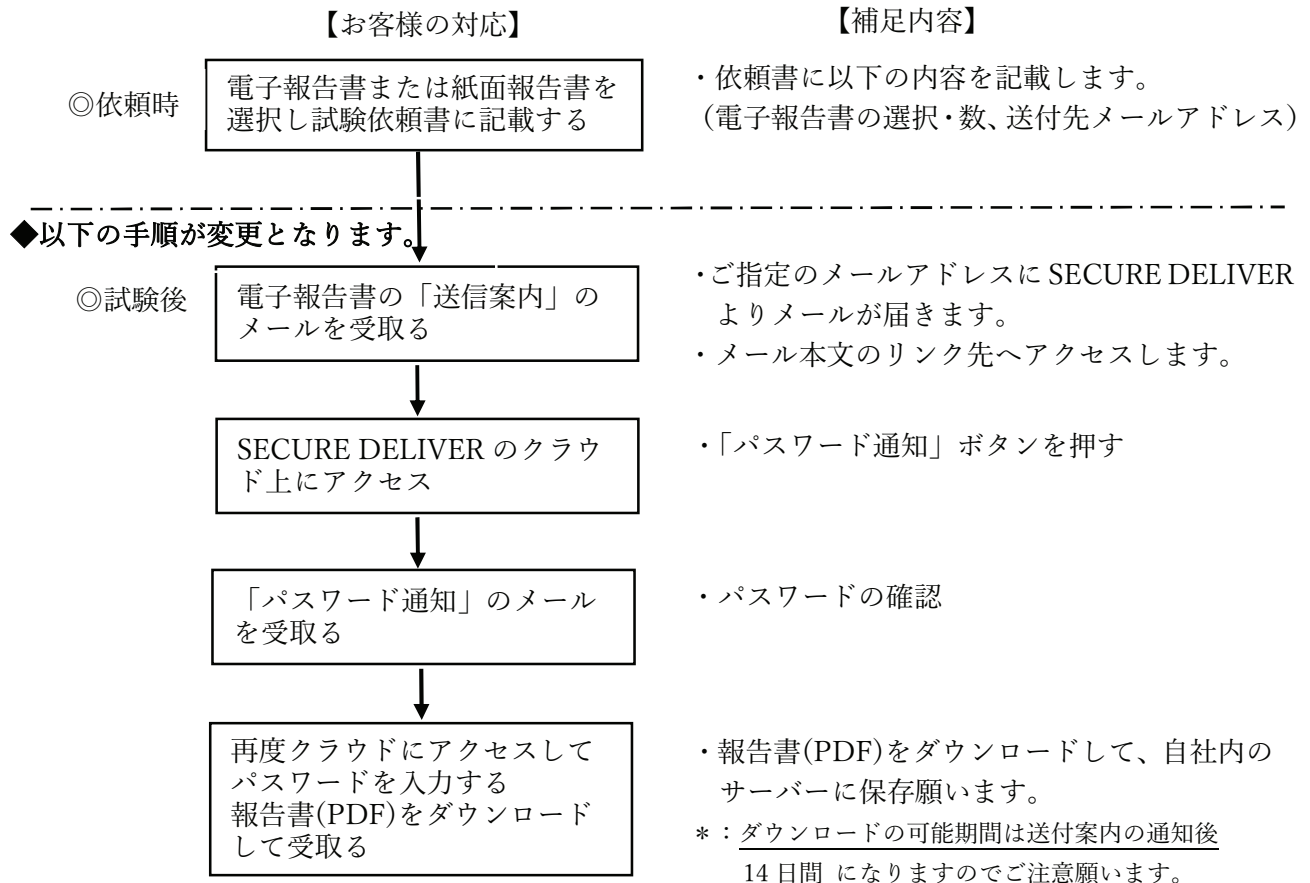 【お客様の対応】
【補足内容】
◎依頼時
電子報告書または紙面報告書を
選択し試験依頼書に記載する
・依頼書に以下の内容を記載します。
（電子報告書の選択・数、送付先メールアドレス）
◆以下の手順が変更となります。
◎試験後
電子報告書の「送信案内」の
メールを受取る
・ご指定のメールアドレスに SECURE DELIVER
よりメールが届きます。
・メール本文のリンク先へアクセスします。
SECURE DELIVER のクラウ
ド上にアクセス
・「パスワード通知」ボタンを押す
「パスワード通知」のメール
を受取る
・パスワードの確認
再度クラウドにアクセスして
パスワードを入力する
報告書(PDF)をダウンロード
して受取る
・報告書(PDF)をダウンロードして、自社内の
サーバーに保存願います。
＊：ダウンロードの可能期間は送付案内の通知後
14 日間 になりますのでご注意願います。